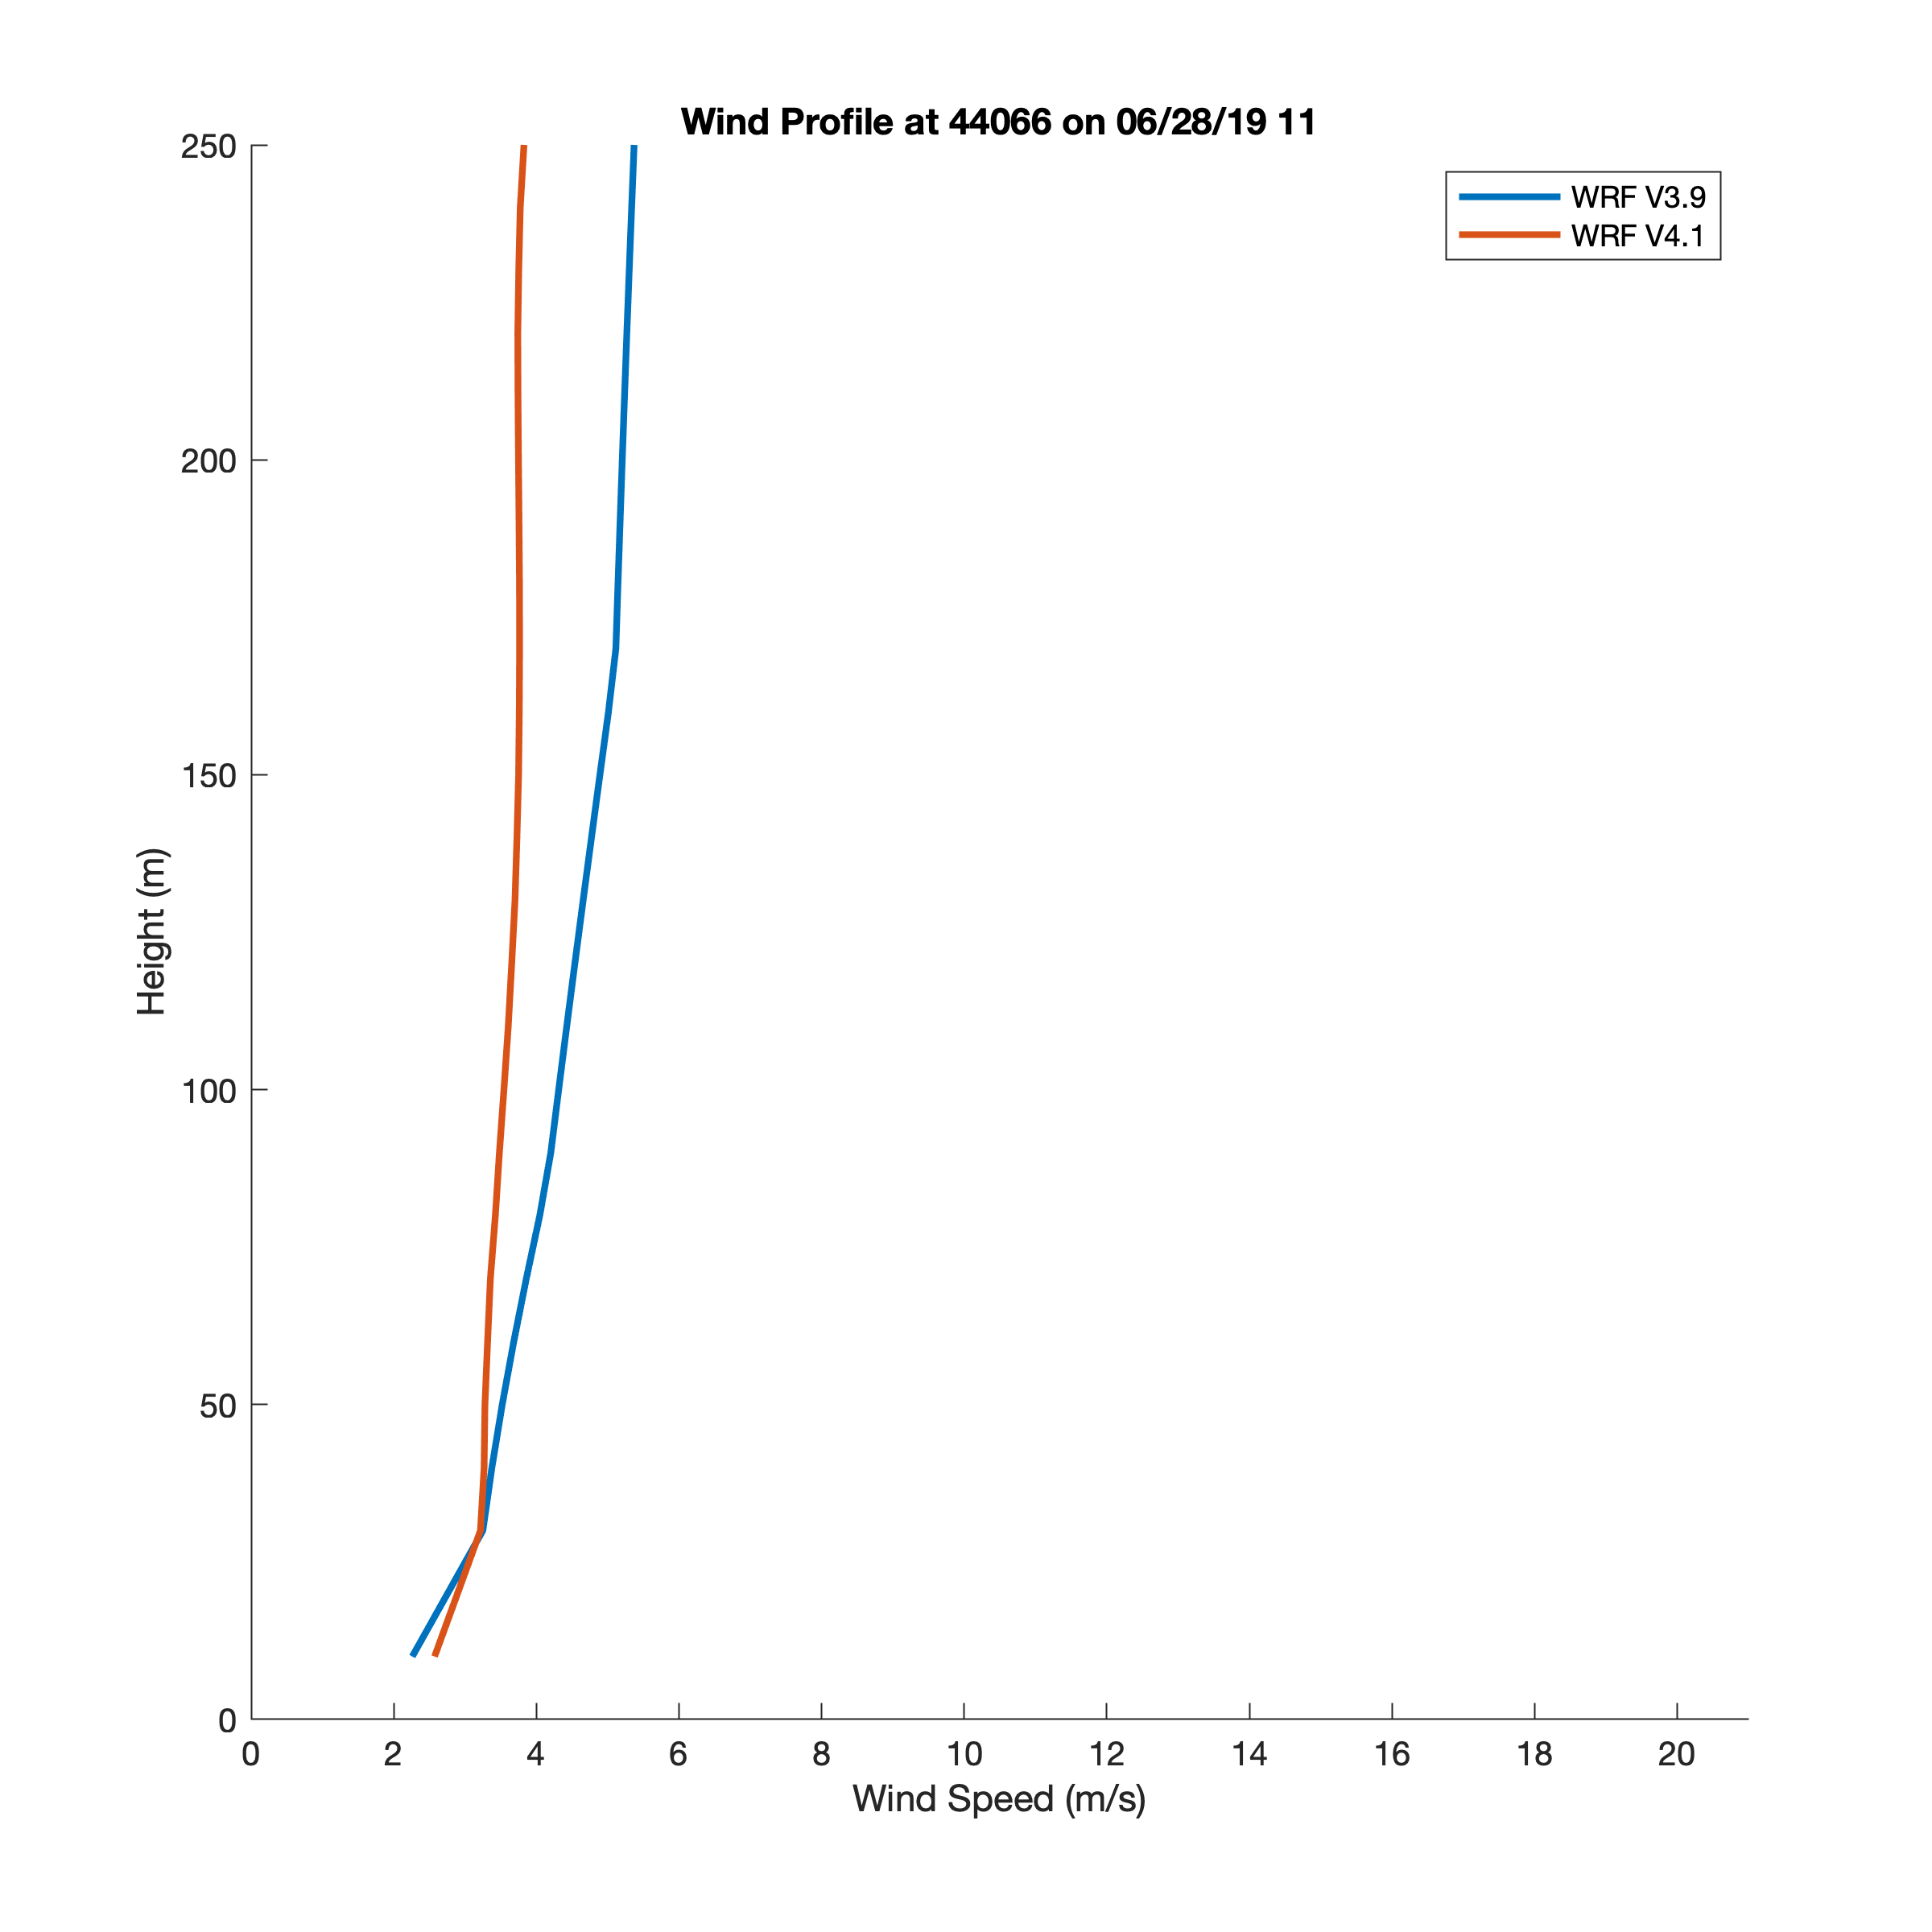 Wind Profile at 44066 on 06/28/19 11
WRF V3.9
WRF V4.1
250
200
150
100
50
0
Height (m)
0 2 4 6 8 10 12 14 16 18 20
Wind Speed (m/s)